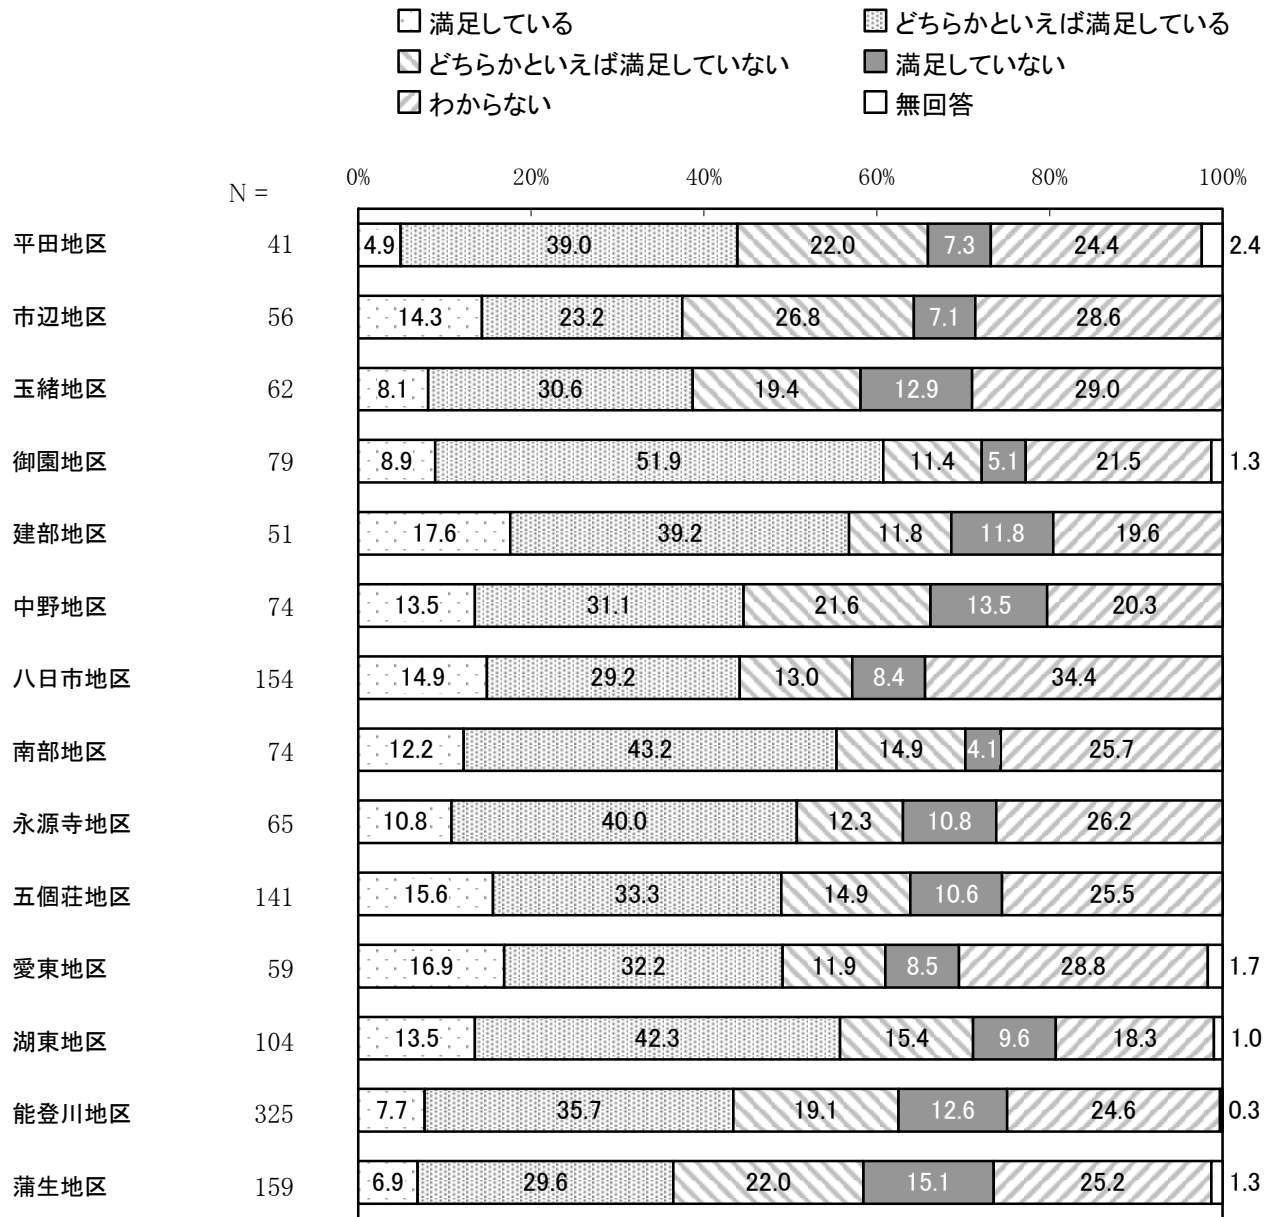 満足している どちらかといえば満足している
どちらかといえば満足していない 満足していない
わからない 無回答
N = 0% 20% 40% 60% 80% 100%
平田地区 41 4.9 39.0 22.0 7.3 24.4 2.4
市辺地区 56 14.3 23.2 26.8 7.1 28.6
玉緒地区 62 8.1 30.6 19.4 12.9 29.0
御園地区 79 8.9 51.9 11.4 5.1 21.5 1.3
建部地区 51 17.6 39.2 11.8 11.8 19.6
中野地区 74 13.5 31.1 21.6 13.5 20.3
八日市地区 154 14.9 29.2 13.0 8.4 34.4
南部地区 74 12.2 43.2 14.9 4.1 25.7
永源寺地区 65 10.8 40.0 12.3 10.8 26.2
五個荘地区 141 15.6 33.3 14.9 10.6 25.5
愛東地区 59 16.9 32.2 11.9 8.5 28.8 1.7
湖東地区 104 13.5 42.3 15.4 9.6 18.3 1.0
能登川地区 325 7.7 35.7 19.1 12.6 24.6 0.3
蒲生地区 159 6.9 29.6 22.0 15.1 25.2 1.3